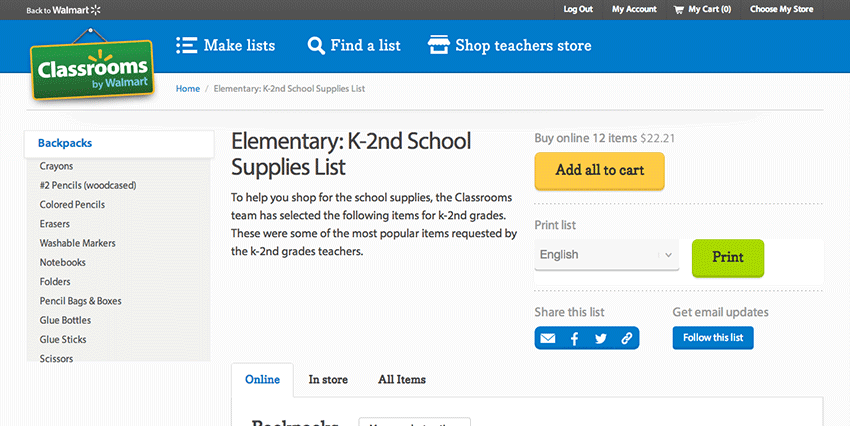 Back to Walmart
Log Out
My Account
My Cart (0)
Choose My Store
Classrooms
by Walmart
Make lists
Find a list
Shop teachers store
Home / Elementary: K-2nd School Supplies List
Backpacks
Crayons
#2 Pencils (woodcased)
Colored Pencils
Erasers
Washable Markers
Notebooks
Folders
Pencil Bags & Boxes
Glue Bottles
Glue Sticks
Scissors
Elementary: K-2nd School
Supplies List
To help you shop for the school supplies, the Classrooms
team has selected the following items for k-2nd grades.
These were some of the most popular items requested by
the k-2nd grades teachers.
Buy online 12 items $22.21
Add all to cart
Print list
English
Print
Share this list
Get email updates
Follow this list
Online
In store
All Items
Backpacks